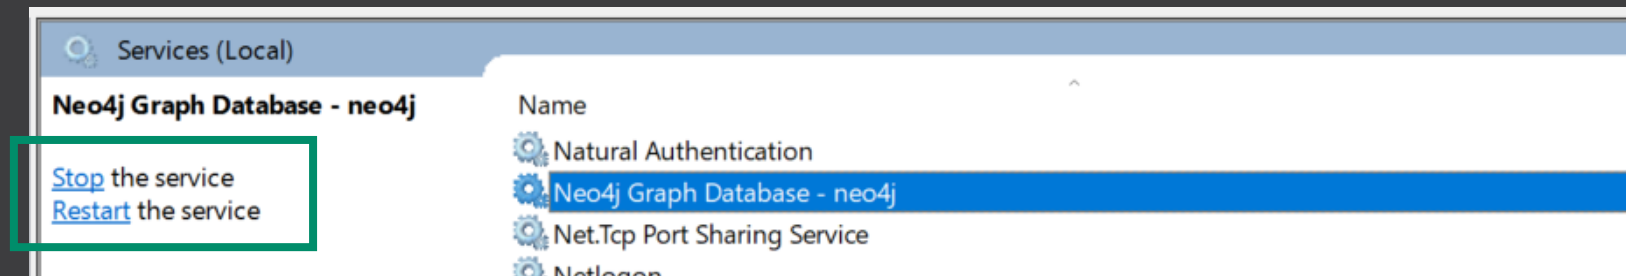 Services (Local)
Neo4j Graph Database - neo4j
Stop the service
Restart the service
Name
Natural Authentication
Neo4j Graph Database - neo4j
Net.Tcp Port Sharing Service
Netlogon